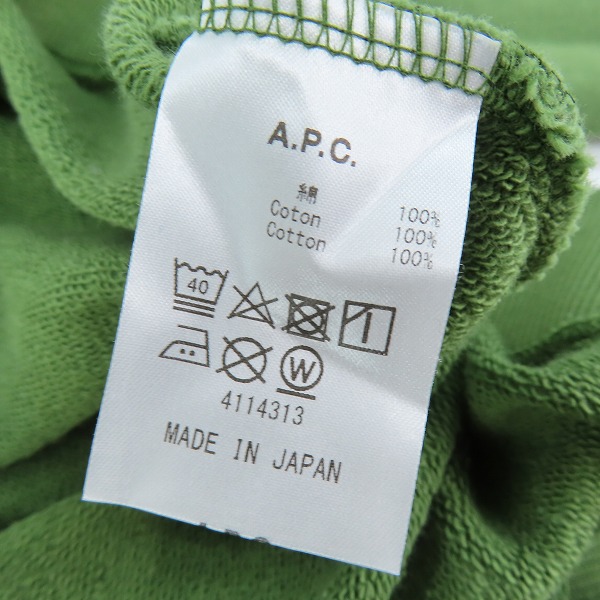 A.P.C.
綿 100%
Coton 100%
Cotton 100%
40
W
4114313
MADE IN JAPAN